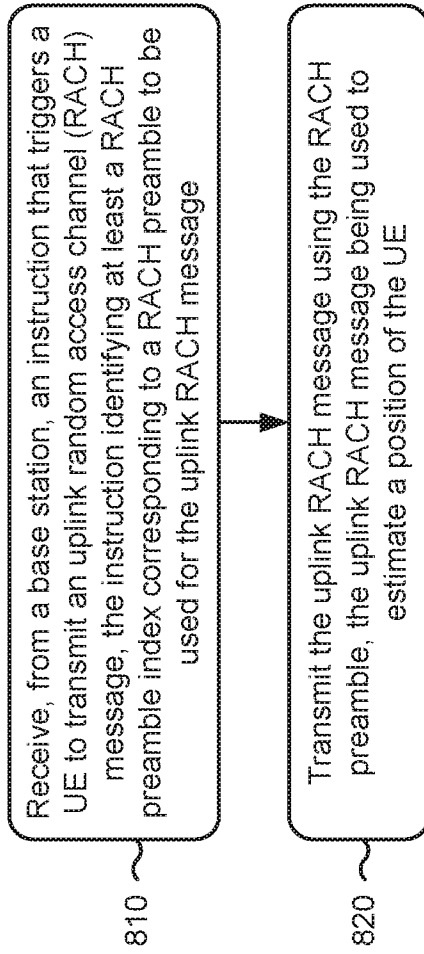 810
Receive, from a base station, an instruction that triggers a
UE to transmit an uplink random access channel (RACH)
message, the instruction identifying at least a RACH
preamble index corresponding to a RACH preamble to be
used for the uplink RACH message
820
Transmit the uplink RACH message using the RACH
preamble, the uplink RACH message being used to
estimate a position of the UE